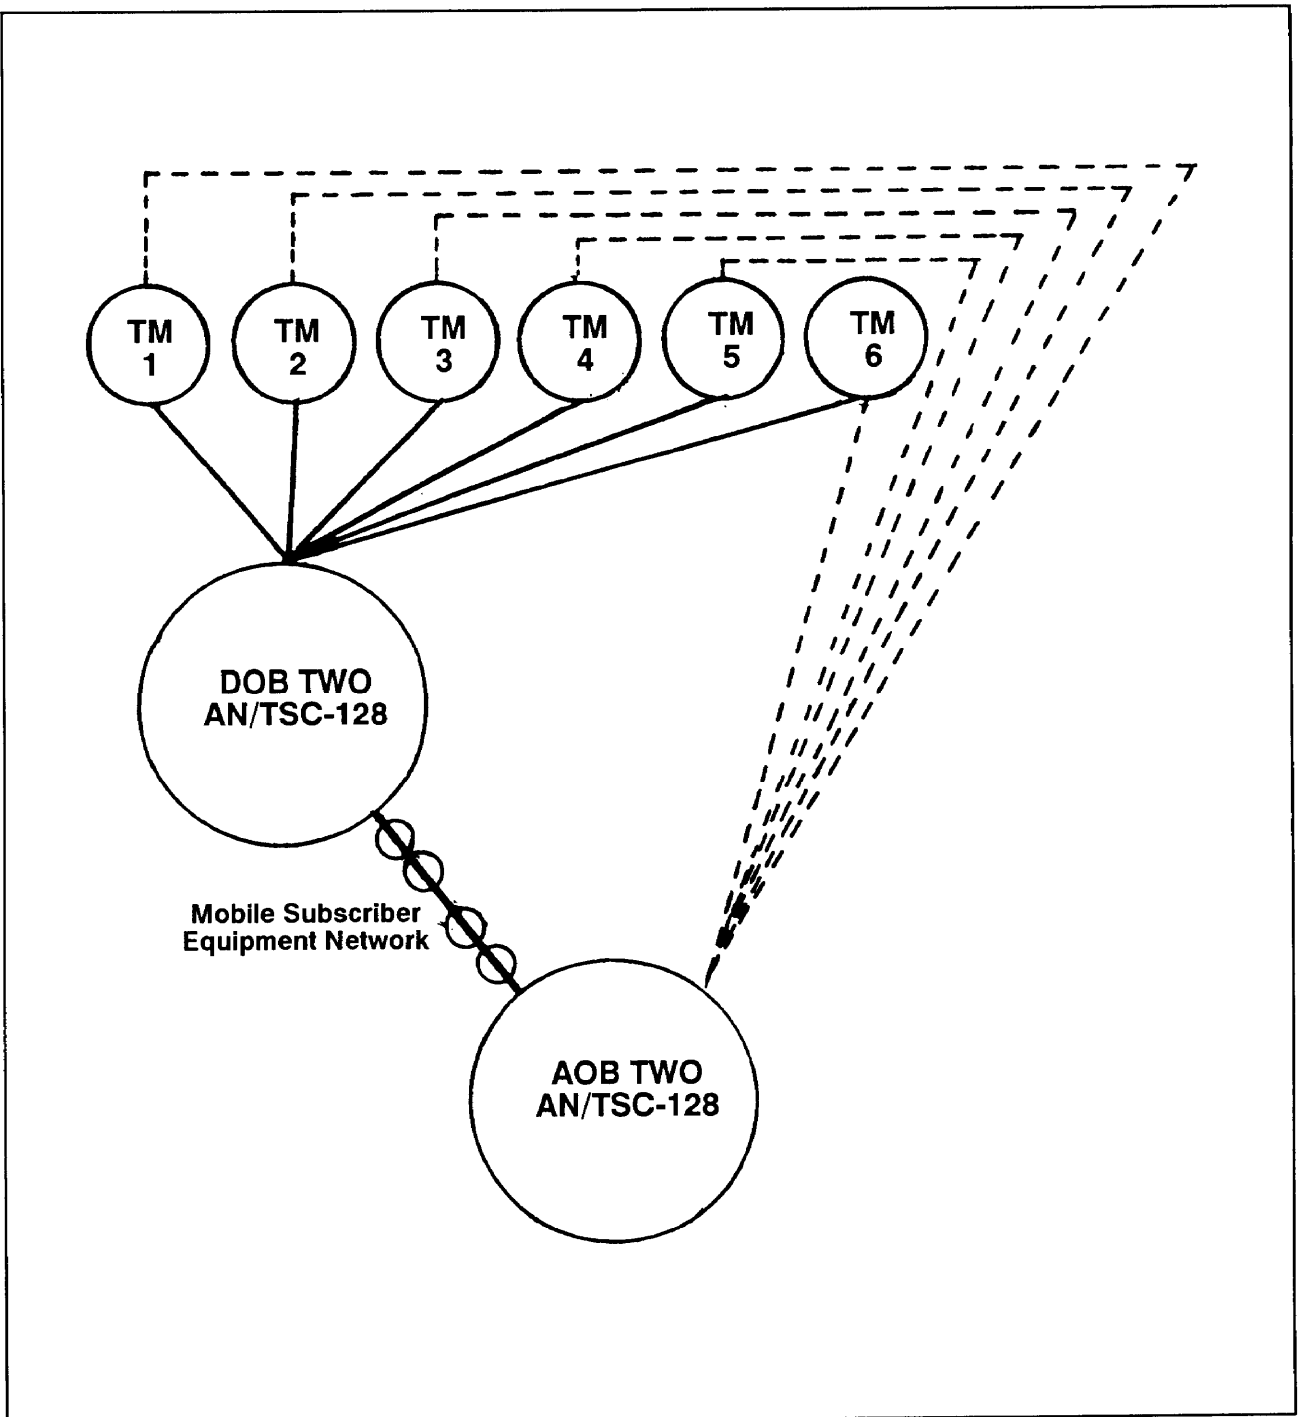 TM
1
TM
2
TM
3
TM
4
TM
5
TM
6
DOB TWO
AN/TSC-128
Mobile Subscriber
Equipment Network
AOB TWO
AN/TSC-128